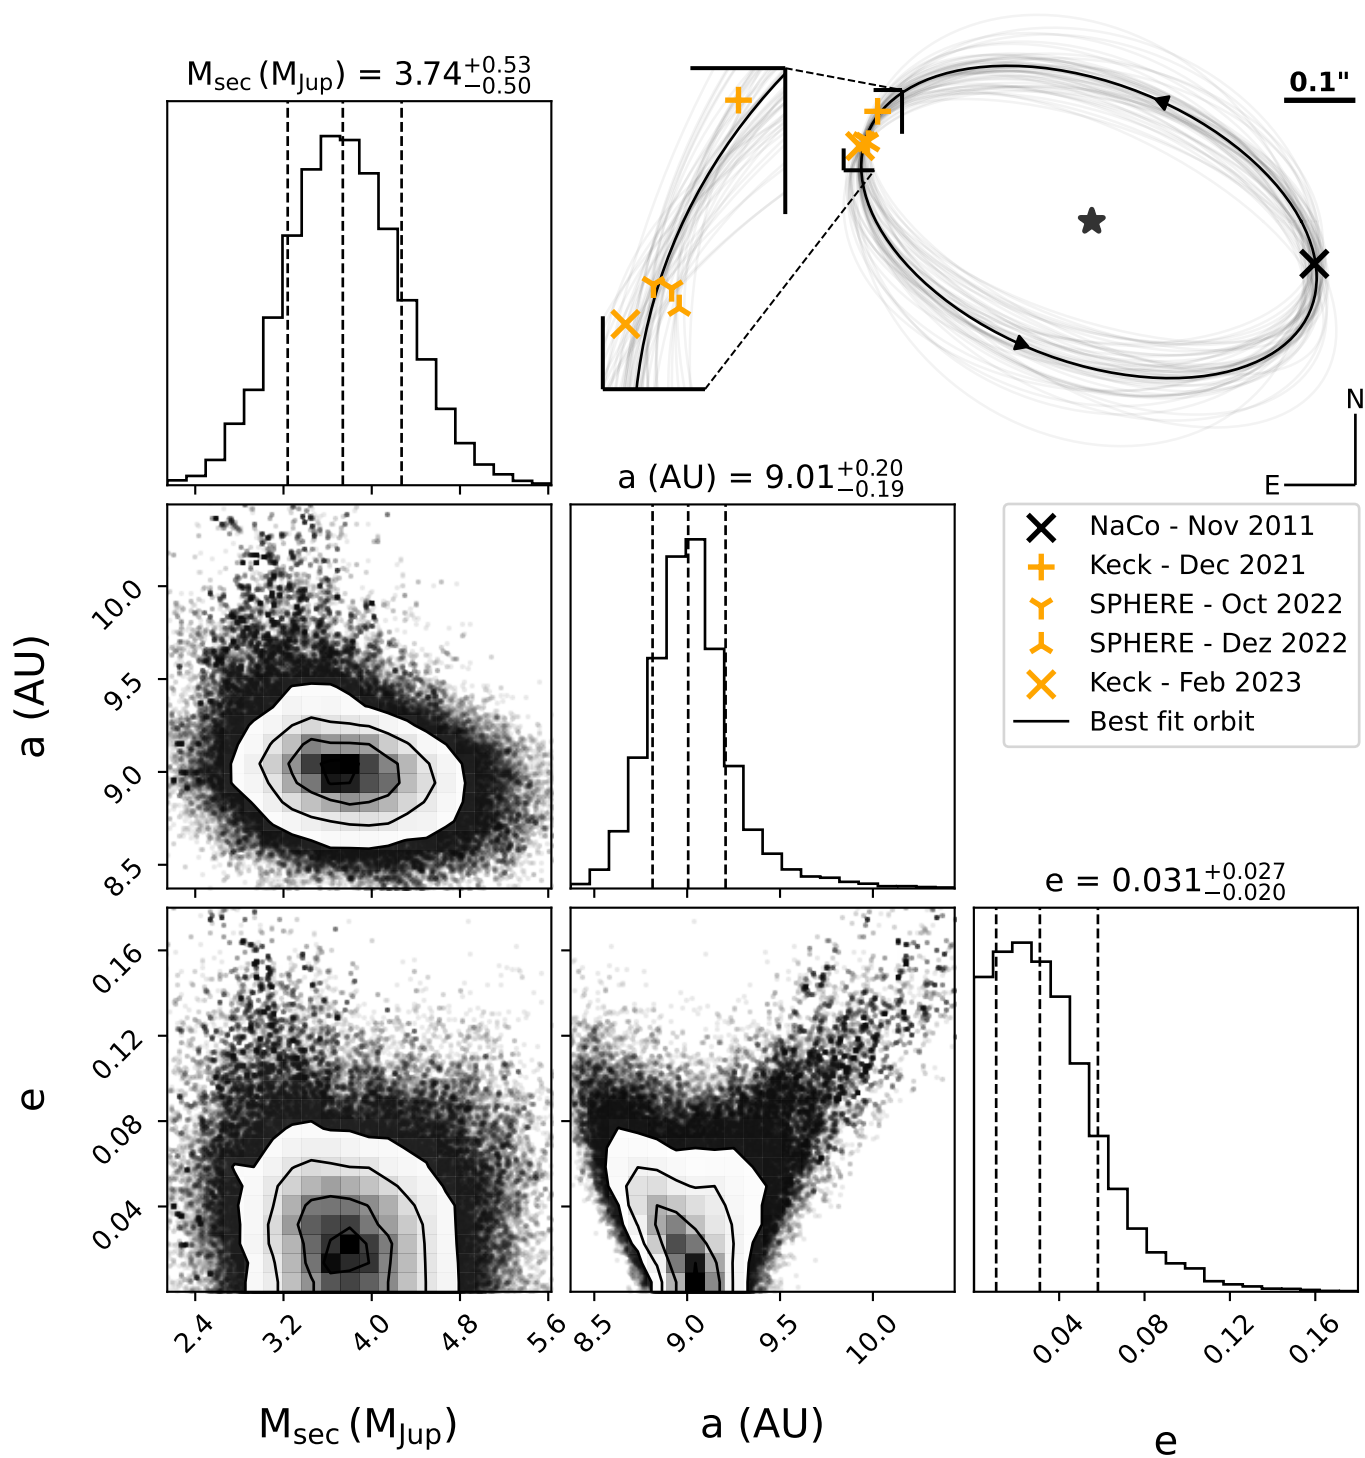 M_sec (M_Jup) = 3.74 +0.53 −0.50
0.1"
N
E
a (AU) = 9.01 +0.20 −0.19
NaCo - Nov 2011
Keck - Dec 2021
SPHERE - Oct 2022
SPHERE - Dez 2022
Keck - Feb 2023
Best fit orbit
a (AU)
10.0
9.5
9.0
8.5
e = 0.031 +0.027 −0.020
e
0.16
0.12
0.08
0.04
2.4 3.2 4.0 4.8 5.6
8.5 9.0 9.5 10.0
0.04 0.08 0.12 0.16
M_sec (M_Jup)
a (AU)
e